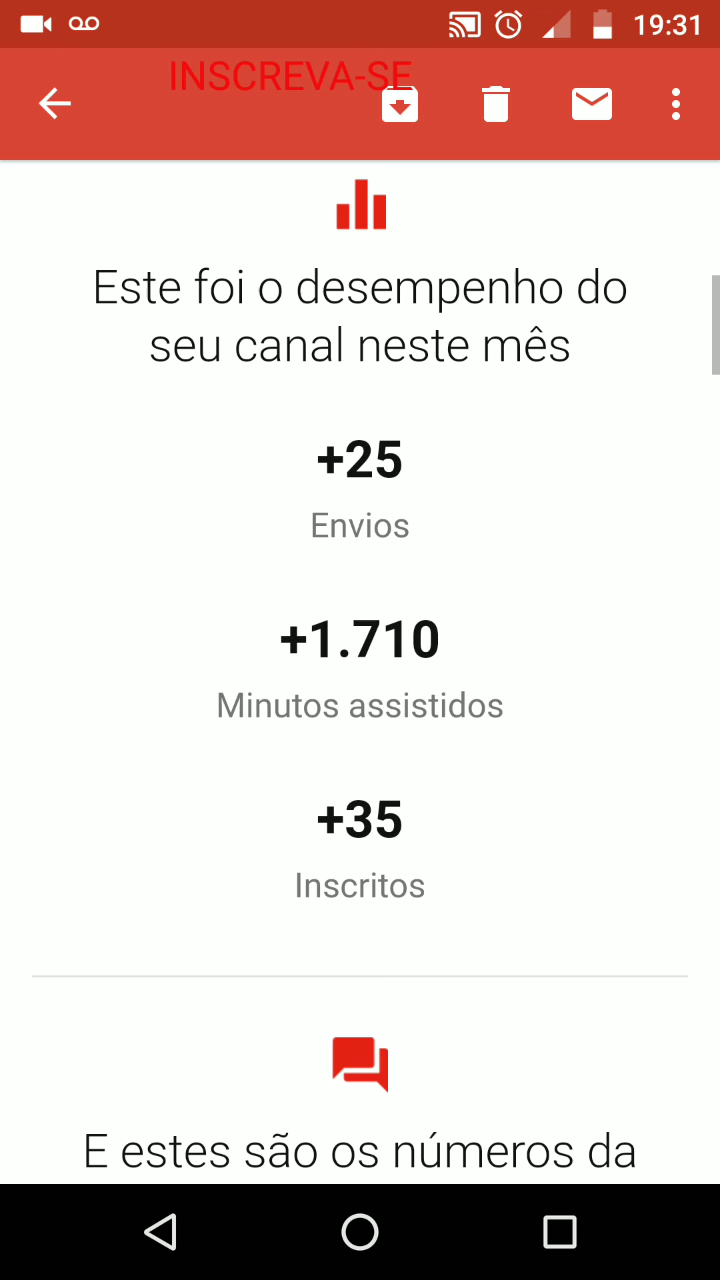 19:31
INSCREVA-SE
Este foi o desempenho do
seu canal neste mês
+25
Envios
+1.710
Minutos assistidos
+35
Inscritos
E estes são os números da